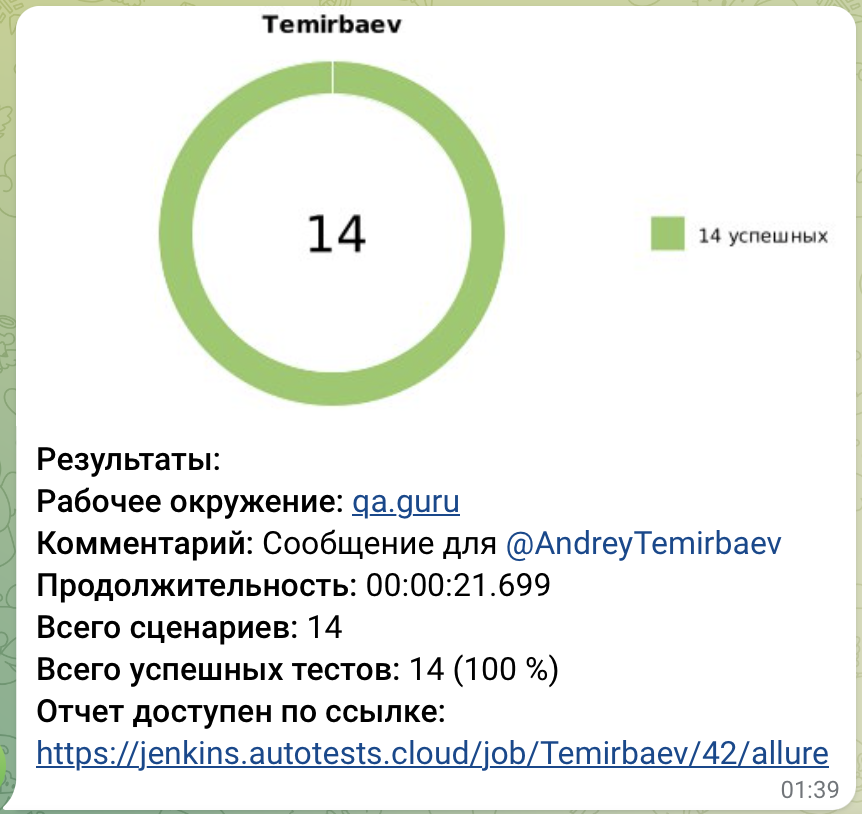 Temirbaev
14
14 успешных
Результаты:
Рабочее окружение: qa.guru
Комментарий: Сообщение для @AndreyTemirbaev
Продолжительность: 00:00:21.699
Всего сценариев: 14
Всего успешных тестов: 14 (100 %)
Отчет доступен по ссылке:
https://jenkins.autotests.cloud/job/Temirbaev/42/allure
01:39